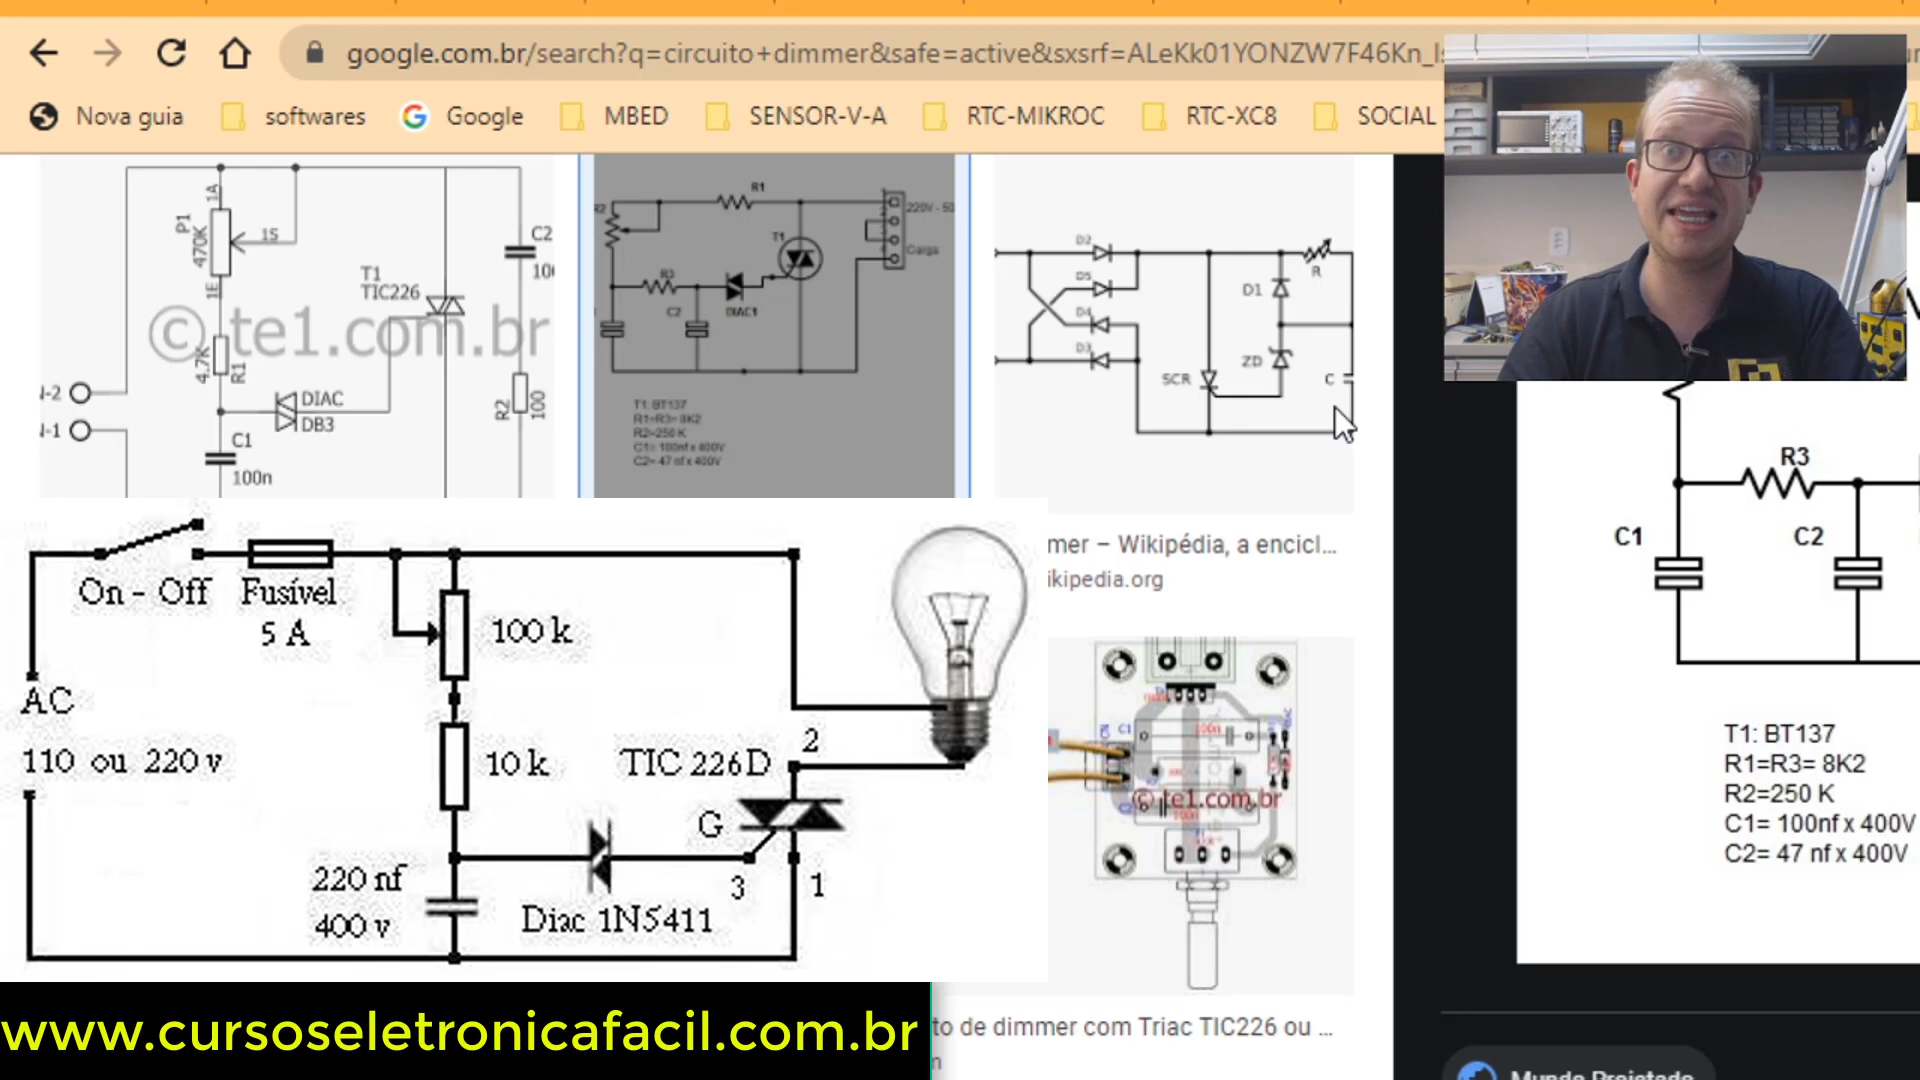 google.com.br/search?q=circuito+dimmer&safe=active&sxsrf=ALeKk01YONZW7F46Kn_
Nova guia
softwares
Google
MBED
SENSOR-V-A
RTC-MIKROC
RTC-XC8
SOCIAL
P1
470K
1A
1S
1E
T1
TIC226
C2
© te1.com.br
4.7K
R1
DIAC
DB3
R2
100
-2
-1
C1
100n
R1
T1
220V - 50
Carga
R3
C2
DIAC1
T1: BT137
R1=R3= 8K2
R2=250 K
C1= 100nf x 400V
C2= 47 nf x 400V
D2
D5
D4
D3
R
D1
ZD
SCR
C
mer – Wikipédia, a encicl...
ikipedia.org
On - Off
Fusível
5 A
100 k
AC
110 ou 220 v
10 k
TIC 226D
2
G
3
1
220 nf
400 v
Diac 1N5411
C1
© te1.com.br
to de dimmer com Triac TIC226 ou ...
R3
C1
C2
T1: BT137
R1=R3= 8K2
R2=250 K
C1= 100nf x 400V
C2= 47 nf x 400V
Mundo Projetado
www.cursoseletronicafacil.com.br